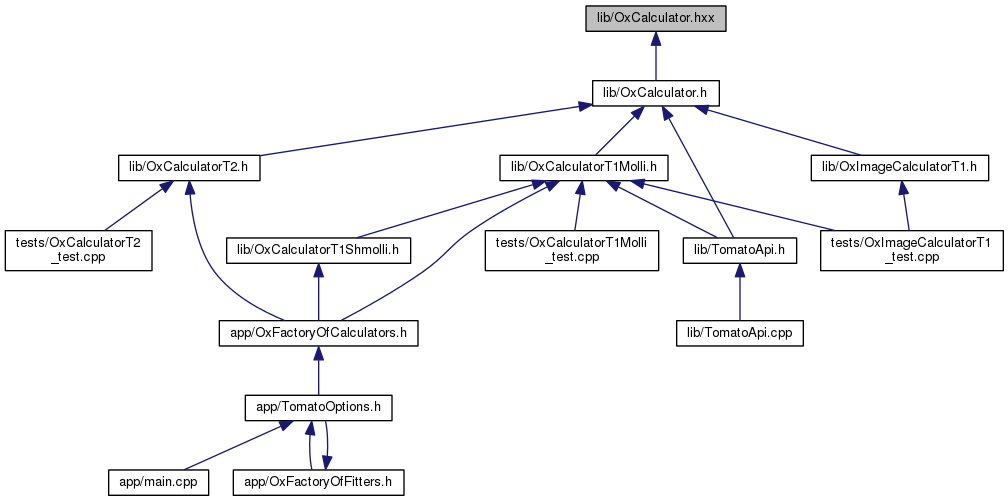 lib/OxCalculator.hxx
lib/OxCalculator.h
lib/OxCalculatorT2.h
lib/OxCalculatorT1Molli.h
lib/OxImageCalculatorT1.h
tests/OxCalculatorT2
_test.cpp
lib/OxCalculatorT1Shmolli.h
tests/OxCalculatorT1Molli
_test.cpp
lib/TomatoApi.h
tests/OxImageCalculatorT1
_test.cpp
app/OxFactoryOfCalculators.h
lib/TomatoApi.cpp
app/TomatoOptions.h
app/main.cpp
app/OxFactoryOfFitters.h